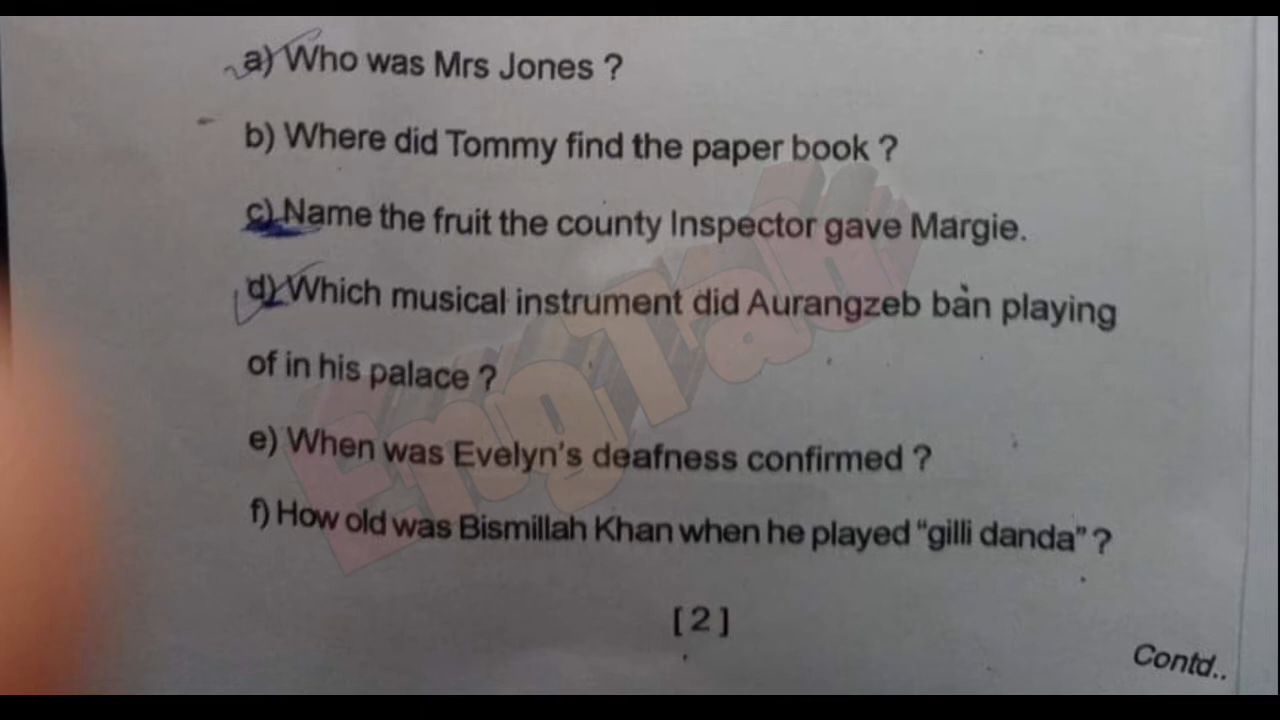 a) Who was Mrs Jones ?
b) Where did Tommy find the paper book ?
c) Name the fruit the county Inspector gave Margie.
d) Which musical instrument did Aurangzeb ban playing
of in his palace ?
e) When was Evelyn's deafness confirmed ?
f) How old was Bismillah Khan when he played “gilli danda” ?
EngTab
[ 2 ]
Contd..